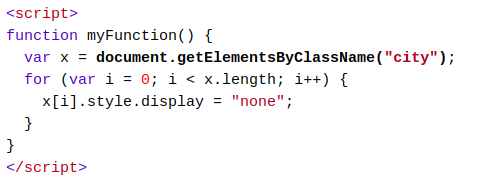 <script>
function myFunction() {
  var x = document.getElementsByClassName("city");
  for (var i = 0; i < x.length; i++) {
    x[i].style.display = "none";
  }
}
</script>